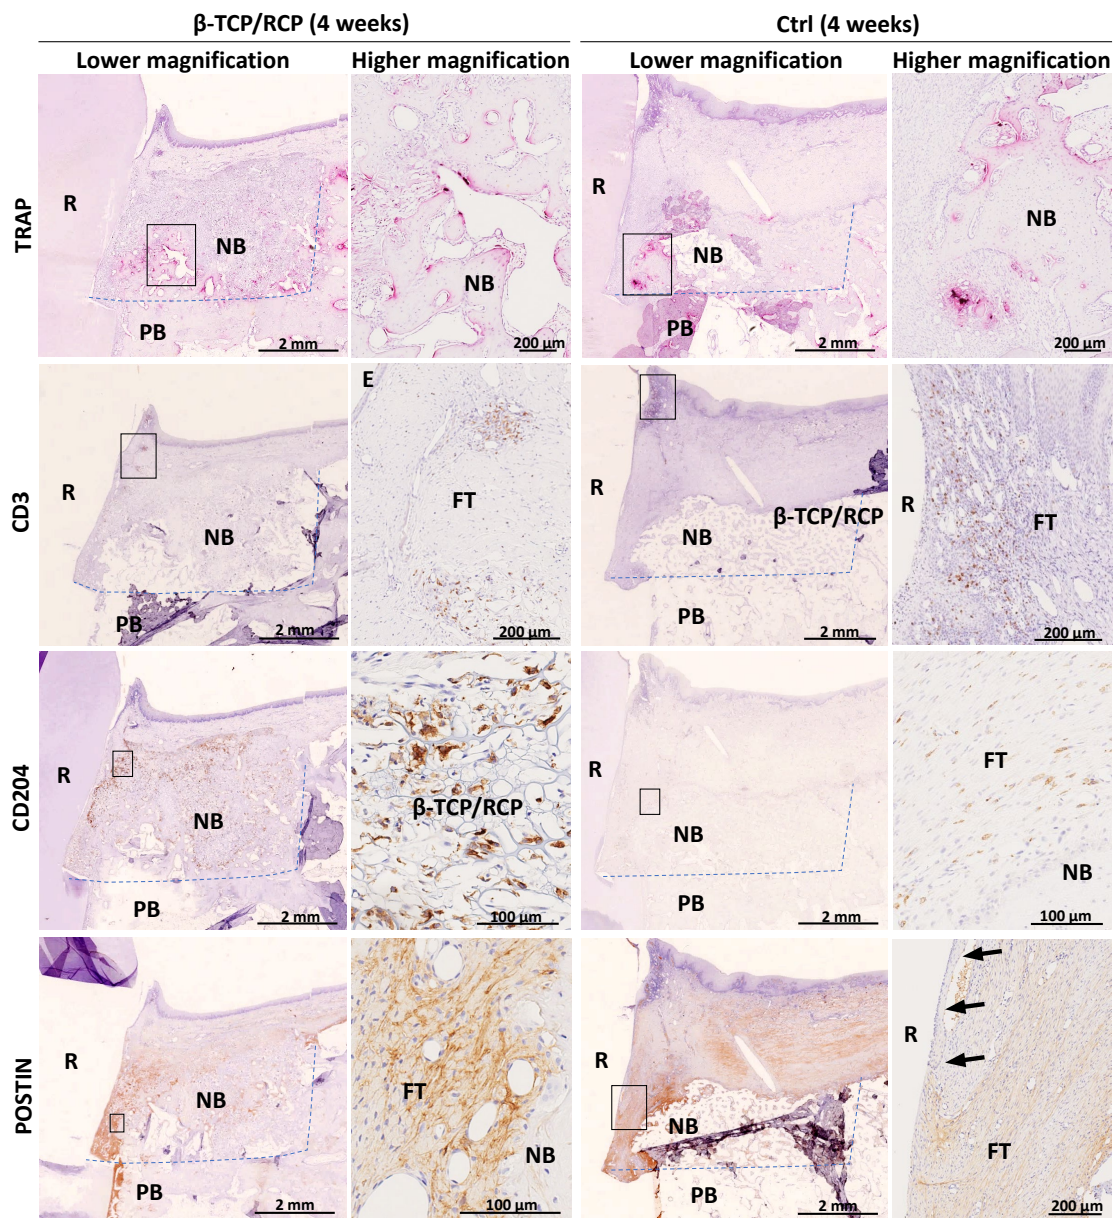 β-TCP/RCP (4 weeks) Ctrl (4 weeks)
Lower magnification Higher magnification Lower magnification Higher magnification
TRAP
R NB PB 2 mm
NB 200 μm
R NB PB 2 mm
NB 200 μm
CD3
R NB PB 2 mm
E FT 200 μm
R β-TCP/RCP NB PB 2 mm
R FT 200 μm
CD204
R NB PB 2 mm
β-TCP/RCP 100 μm
R NB PB 2 mm
FT NB 100 μm
POSTIN
R NB PB 2 mm
FT NB 100 μm
R NB PB 2 mm
R FT 200 μm